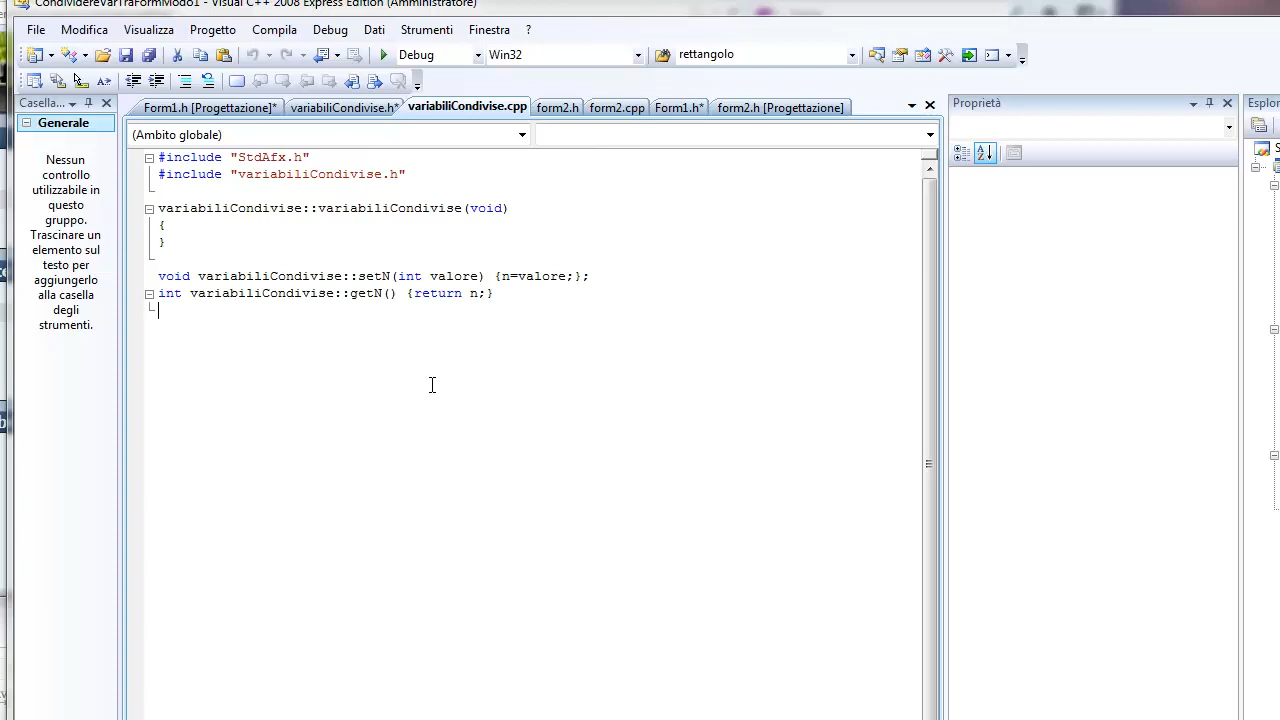 CondividereVarTraFormModo1 - Visual C++ 2008 Express Edition (Amministratore)
File Modifica Visualizza Progetto Compila Debug Dati Strumenti Finestra ?
Debug Win32 rettangolo
Casella...
Form1.h [Progettazione]* variabiliCondivise.h* variabiliCondivise.cpp form2.h form2.cpp Form1.h* form2.h [Progettazione]
Proprietà
Esplor
Generale
(Ambito globale)
Nessun
controllo
utilizzabile in
questo
gruppo.
Trascinare un
elemento sul
testo per
aggiungerlo
alla casella
degli
strumenti.
#include "StdAfx.h"
#include "variabiliCondivise.h"
variabiliCondivise::variabiliCondivise(void)
{
}
void variabiliCondivise::setN(int valore) {n=valore;};
int variabiliCondivise::getN() {return n;}